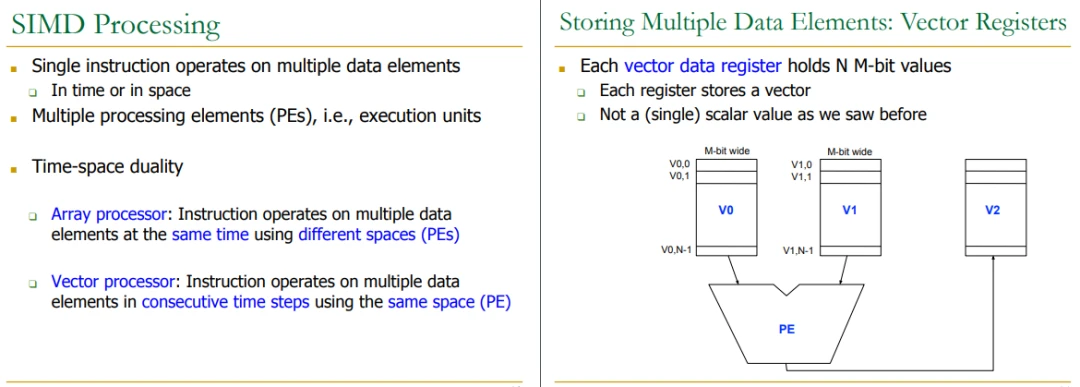 SIMD Processing
Single instruction operates on multiple data elements
In time or in space
Multiple processing elements (PEs), i.e., execution units
Time-space duality
Array processor: Instruction operates on multiple data
elements at the same time using different spaces (PEs)
Vector processor: Instruction operates on multiple data
elements in consecutive time steps using the same space (PE)
Storing Multiple Data Elements: Vector Registers
Each vector data register holds N M-bit values
Each register stores a vector
Not a (single) scalar value as we saw before
M-bit wide
M-bit wide
V0,0
V0,1
V1,0
V1,1
V0
V1
V2
V0,N-1
V1,N-1
PE